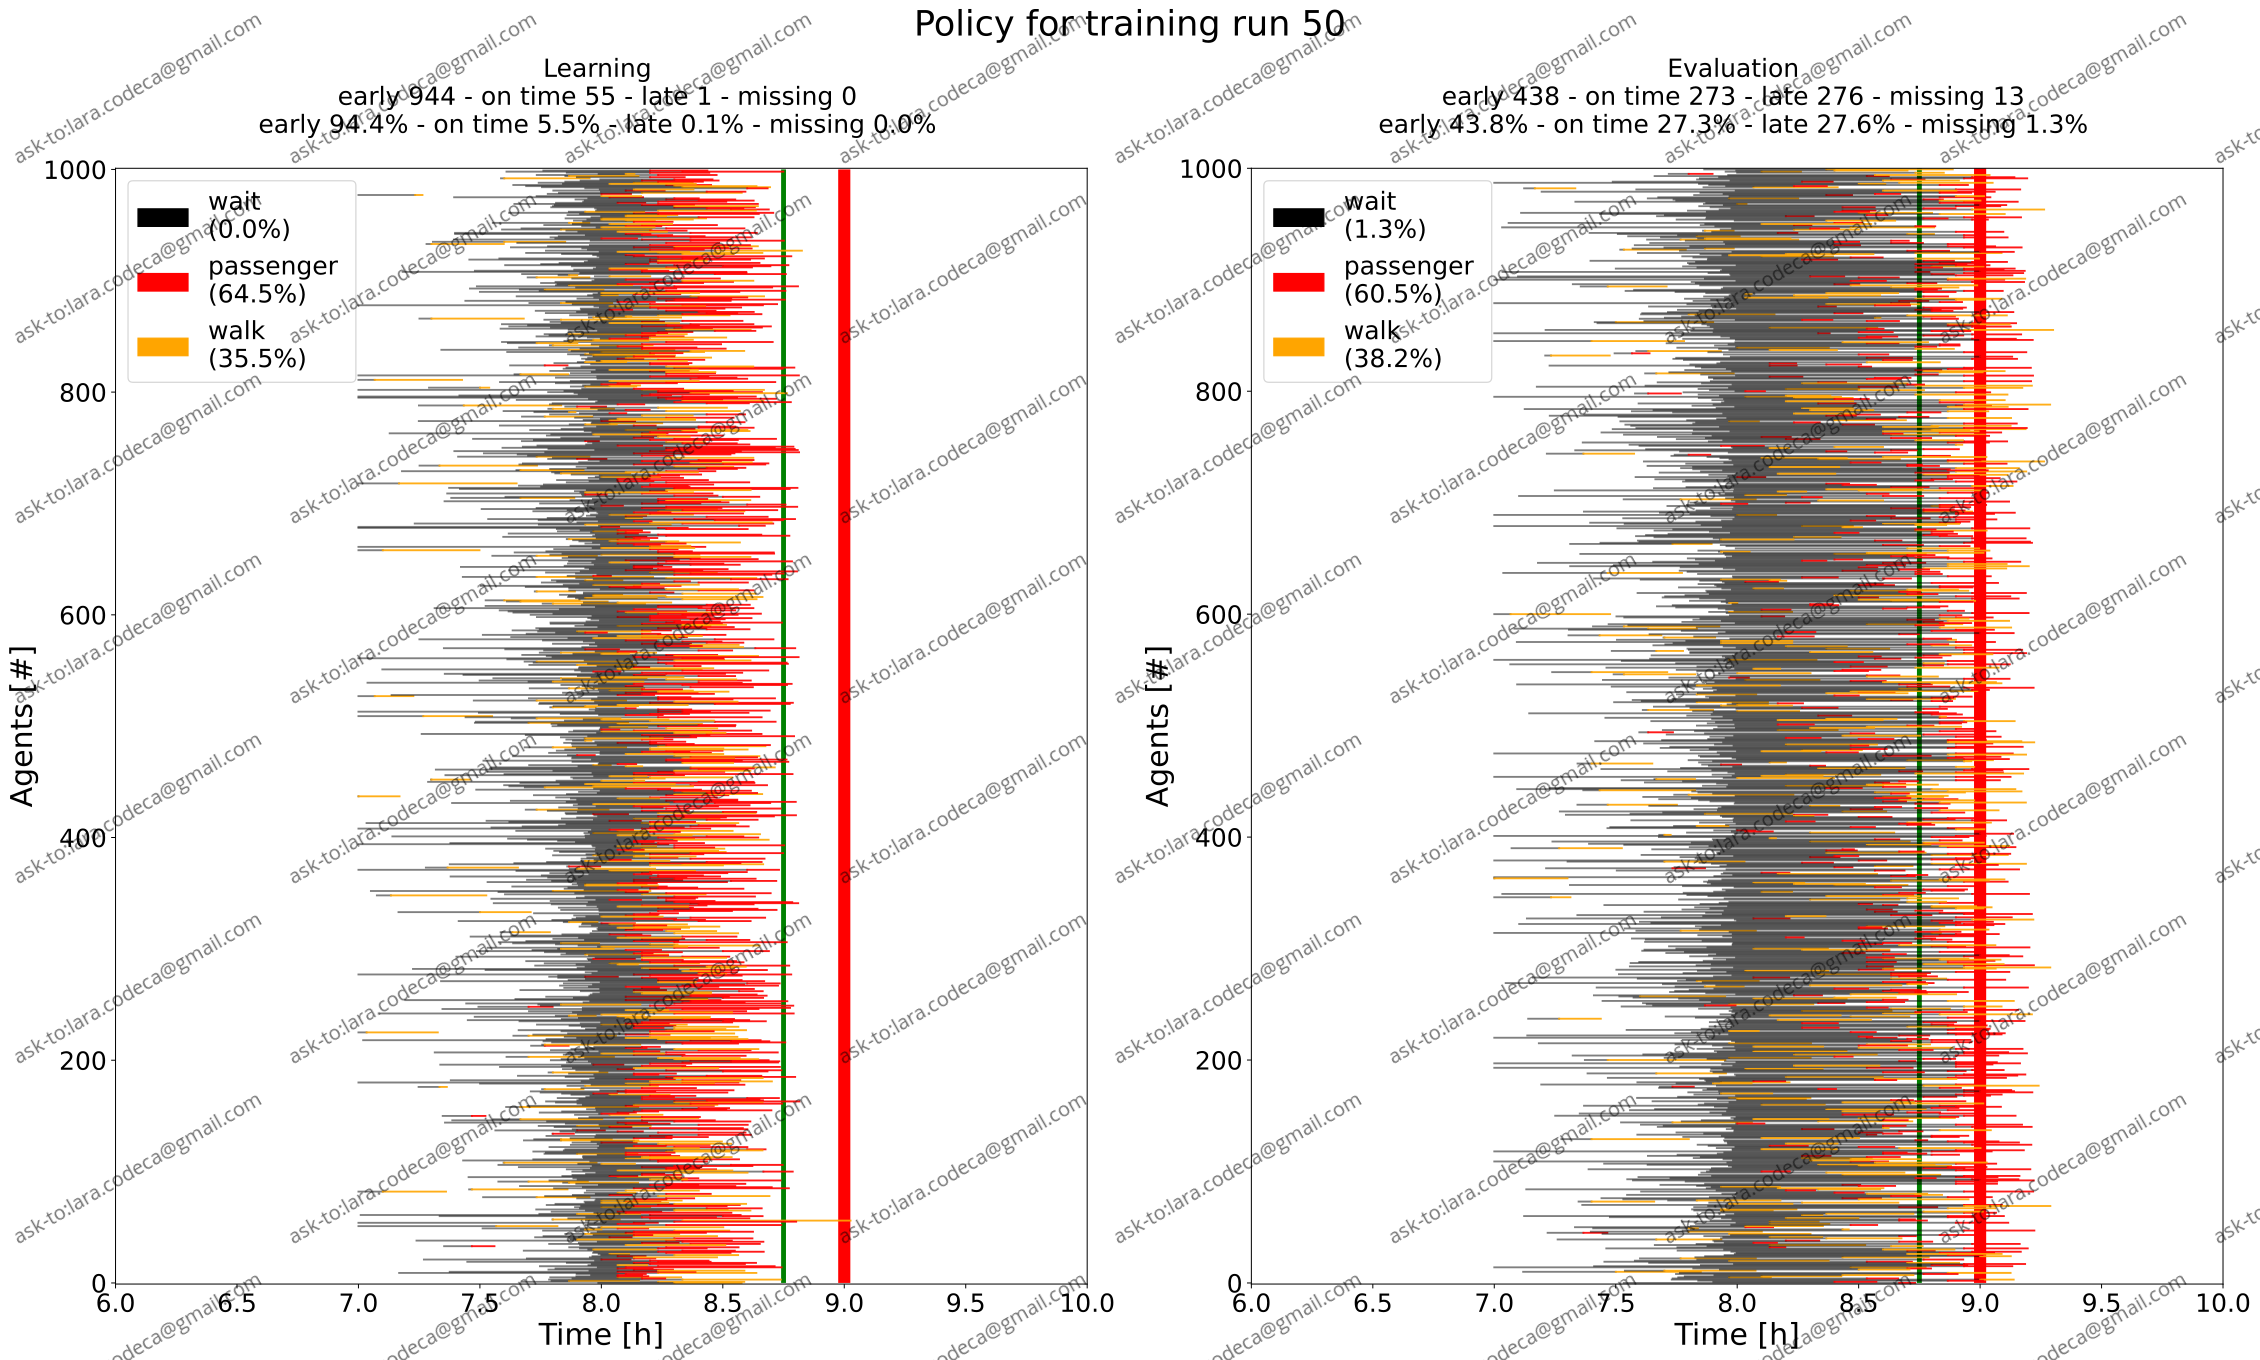 Policy for training run 50
Learning
early 944 - on time 55 - late 1 - missing 0
early 94.4% - on time 5.5% - late 0.1% - missing 0.0%
1000
800
600
400
200
0
Agents [#]
wait
(0.0%)
passenger
(64.5%)
walk
(35.5%)
6.0 6.5 7.0 7.5 8.0 8.5 9.0 9.5 10.0
Time [h]
Evaluation
early 438 - on time 273 - late 276 - missing 13
early 43.8% - on time 27.3% - late 27.6% - missing 1.3%
1000
800
600
400
200
0
Agents [#]
wait
(1.3%)
passenger
(60.5%)
walk
(38.2%)
6.0 6.5 7.0 7.5 8.0 8.5 9.0 9.5 10.0
Time [h]
ask-to:lara.codeca@gmail.com